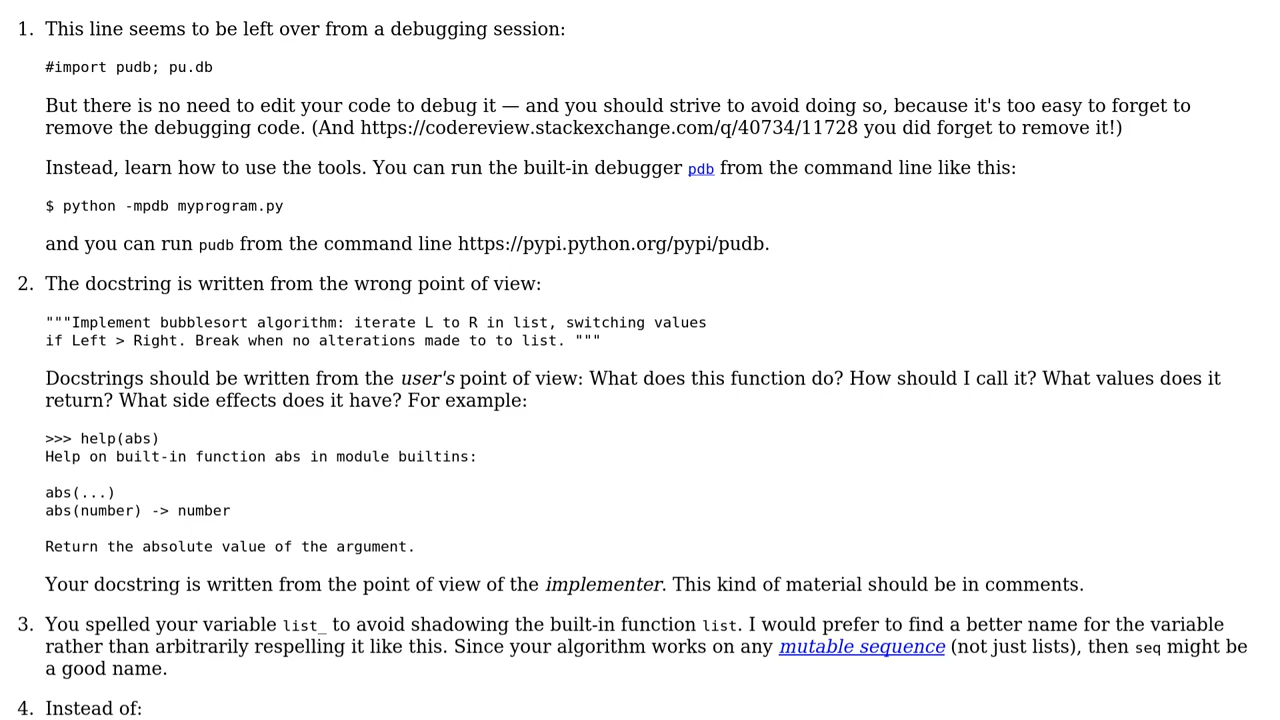 1. This line seems to be left over from a debugging session:
#import pudb; pu.db
But there is no need to edit your code to debug it — and you should strive to avoid doing so, because it's too easy to forget to
remove the debugging code. (And https://codereview.stackexchange.com/q/40734/11728 you did forget to remove it!)
Instead, learn how to use the tools. You can run the built-in debugger pdb from the command line like this:
$ python -mpdb myprogram.py
and you can run pudb from the command line https://pypi.python.org/pypi/pudb.
2. The docstring is written from the wrong point of view:
"""Implement bubblesort algorithm: iterate L to R in list, switching values
if Left > Right. Break when no alterations made to to list. """
Docstrings should be written from the user's point of view: What does this function do? How should I call it? What values does it
return? What side effects does it have? For example:
>>> help(abs)
Help on built-in function abs in module builtins:
abs(...)
abs(number) -> number
Return the absolute value of the argument.
Your docstring is written from the point of view of the implementer. This kind of material should be in comments.
3. You spelled your variable list_ to avoid shadowing the built-in function list. I would prefer to find a better name for the variable
rather than arbitrarily respelling it like this. Since your algorithm works on any mutable sequence (not just lists), then seq might be
a good name.
4. Instead of: